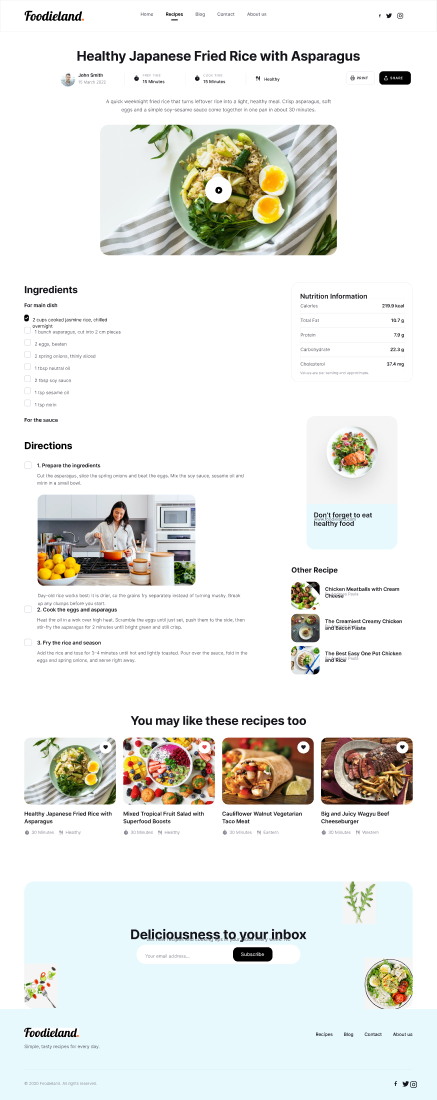 Foodieland.
Home Recipes Blog Contact About us
Healthy Japanese Fried Rice with Asparagus
John Smith
15 Minutes
15 Minutes
Healthy
PRINT
SHARE
A quick weeknight fried rice that turns leftover rice into a light, healthy meal. Crisp asparagus, soft
eggs and a simple soy-sesame sauce come together in one pan in about 30 minutes.
Ingredients
For main dish
2 cups cooked jasmine rice, chilled
overnight
1 bunch asparagus, cut into 2 cm pieces
2 eggs, beaten
2 spring onions, thinly sliced
1 tbsp neutral oil
2 tbsp soy sauce
1 tsp sesame oil
1 tsp mirin
For the sauce
Nutrition Information
Calories 219.9 kcal
Total Fat 10.7 g
Protein 7.9 g
Carbohydrate 22.3 g
Cholesterol 37.4 mg
Don't forget to eat
healthy food
Directions
1. Prepare the ingredients
Cut the asparagus, slice the spring onions and beat the eggs. Mix the soy sauce, sesame oil and
mirin in a small bowl.
Day-old rice works best: it is drier, so the grains fry separately instead of turning mushy. Break
up any clumps before you start.
2. Cook the eggs and asparagus
Heat the oil in a wok over high heat. Scramble the eggs until just set, push them to the side, then
stir-fry the asparagus for 2 minutes until bright green and still crisp.
3. Fry the rice and season
Add the rice and toss for 3-4 minutes until hot and lightly toasted. Pour over the sauce, fold in the
eggs and spring onions, and serve right away.
Other Recipe
Chicken Meatballs with Cream
Cheese
The Creamiest Creamy Chicken
and Bacon Pasta
The Best Easy One Pot Chicken
and Rice
You may like these recipes too
Healthy Japanese Fried Rice with
Asparagus
30 Minutes Healthy
Mixed Tropical Fruit Salad with
Superfood Boosts
30 Minutes Healthy
Cauliflower Walnut Vegetarian
Taco Meat
30 Minutes Eastern
Big and Juicy Wagyu Beef
Cheeseburger
30 Minutes Western
Deliciousness to your inbox
Your email address...
Subscribe
Foodieland.
Simple, tasty recipes for every day.
Recipes Blog Contact About us